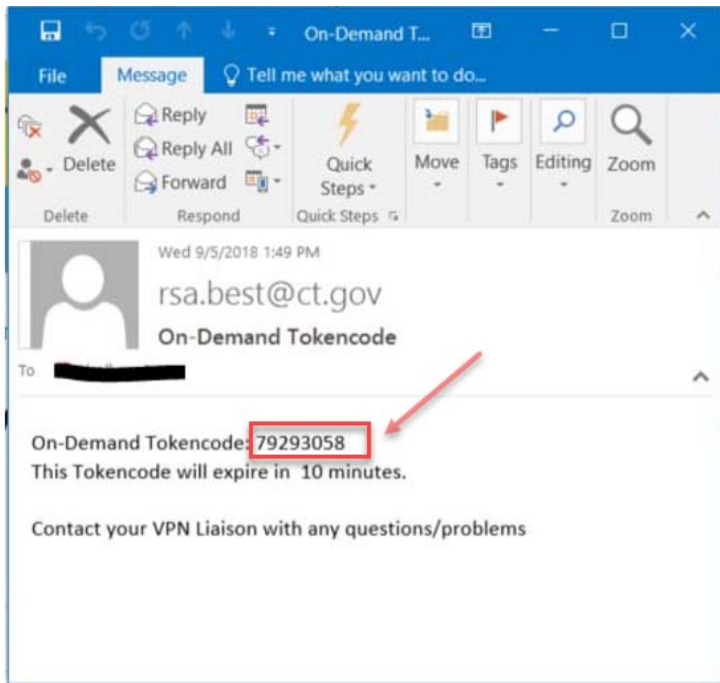 On-Demand T...
File Message Tell me what you want to do...
Delete
Reply
Reply All
Forward
Quick Steps
Move
Tags
Editing
Zoom
Delete Respond Quick Steps Zoom
Wed 9/5/2018 1:49 PM
rsa.best@ct.gov
On-Demand Tokencode
To
On-Demand Tokencode: 79293058
This Tokencode will expire in 10 minutes.
Contact your VPN Liaison with any questions/problems